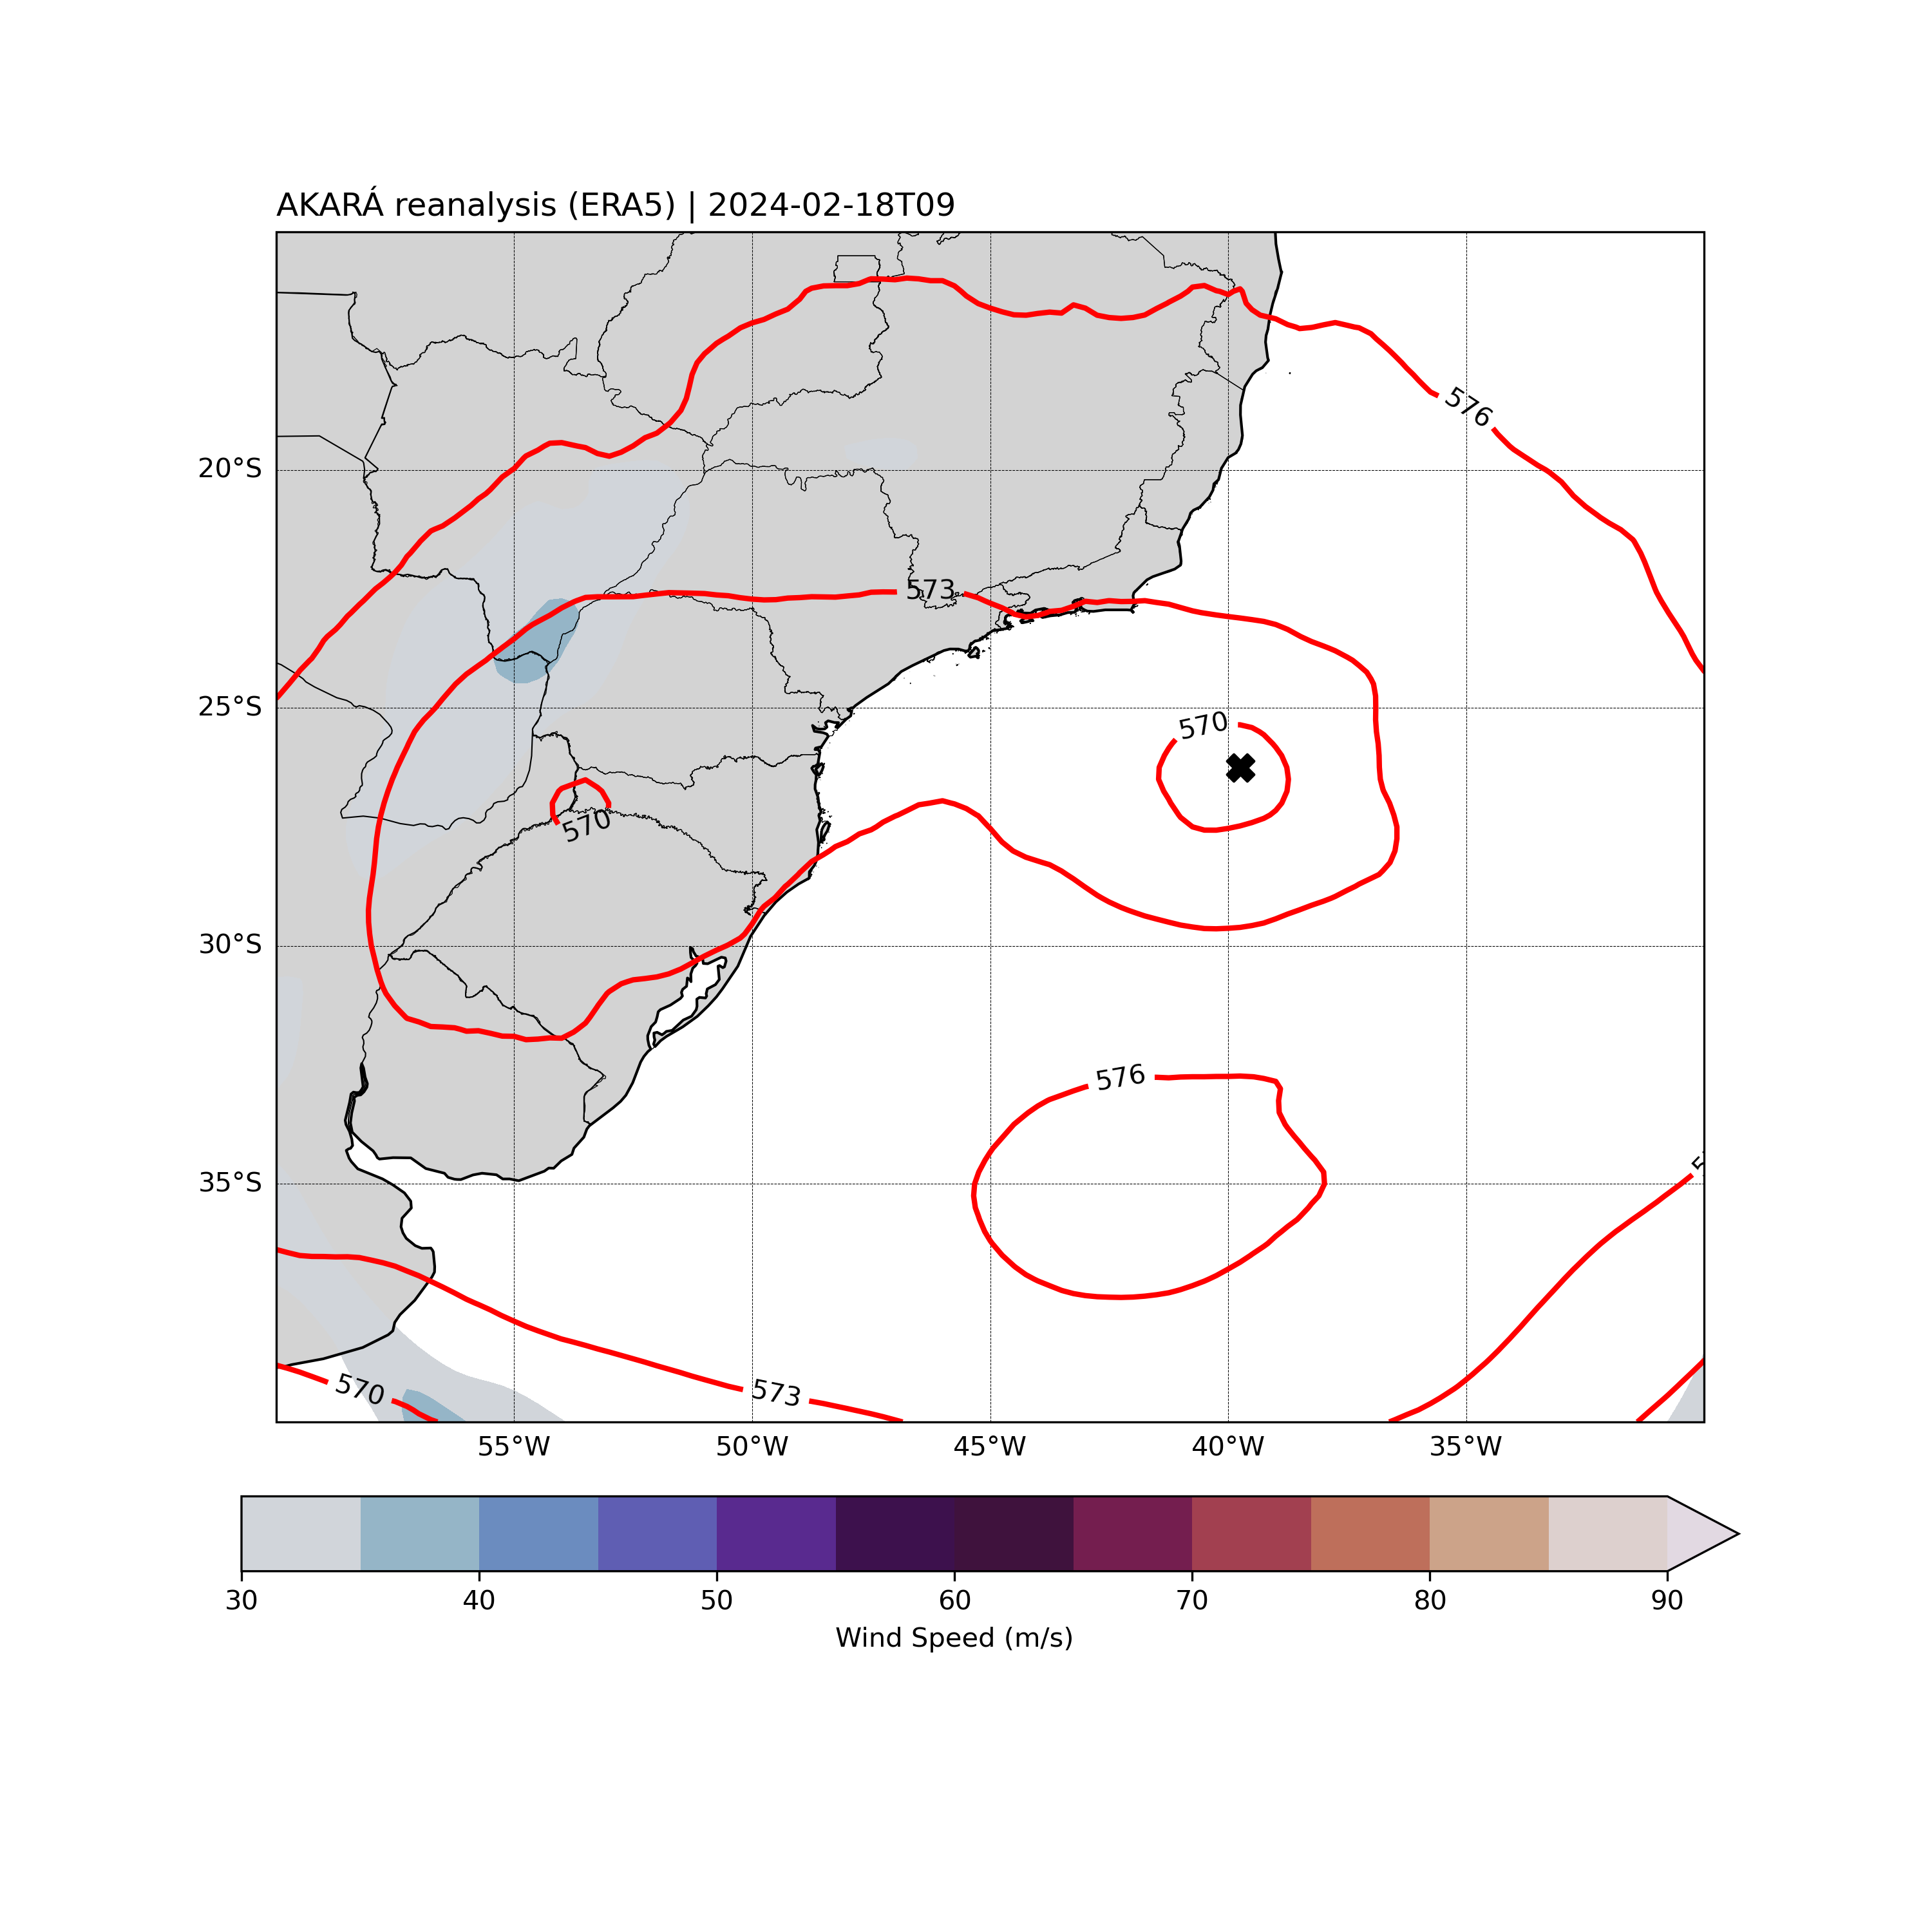 AKARÁ reanalysis (ERA5) | 2024-02-18T09
576
20°S
573
25°S
570
570
30°S
576
35°S
570
573
55°W 50°W 45°W 40°W 35°W
30 40 50 60 70 80 90
Wind Speed (m/s)